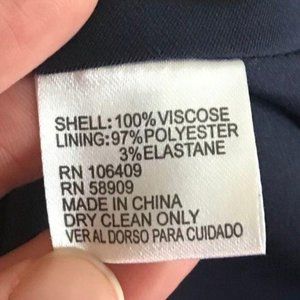 SHELL:100%VISCOSE
LINING:97%POLYESTER
3%ELASTANE
RN 106409
RN 58909
MADE IN CHINA
DRY CLEAN ONLY
VER AL DORSO PARA CUIDADO